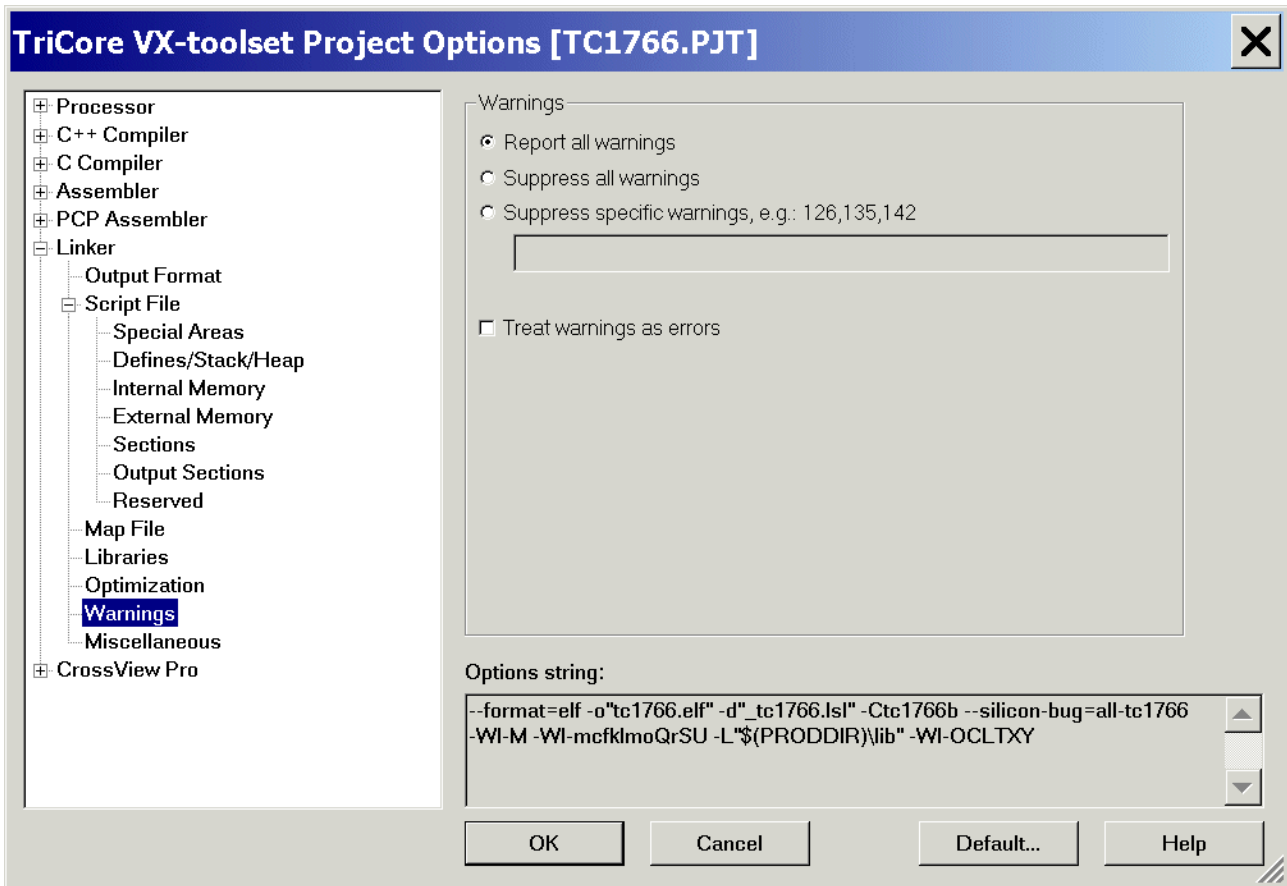 TriCore VX-toolset Project Options [TC1766.PJT]
Processor
C++ Compiler
C Compiler
Assembler
PCP Assembler
Linker
Output Format
Script File
Special Areas
Defines/Stack/Heap
Internal Memory
External Memory
Sections
Output Sections
Reserved
Map File
Libraries
Optimization
Warnings
Miscellaneous
CrossView Pro
Warnings
Report all warnings
Suppress all warnings
Suppress specific warnings, e.g.: 126,135,142
Treat warnings as errors
Options string:
--format=elf -o"tc1766.elf" -d"_tc1766.lsl" -Ctc1766b --silicon-bug=all-tc1766
-Wl-M -Wl-mcfklmoQrSU -L"$(PRODDIR)\lib" -Wl-OCLTXY
OK
Cancel
Default...
Help